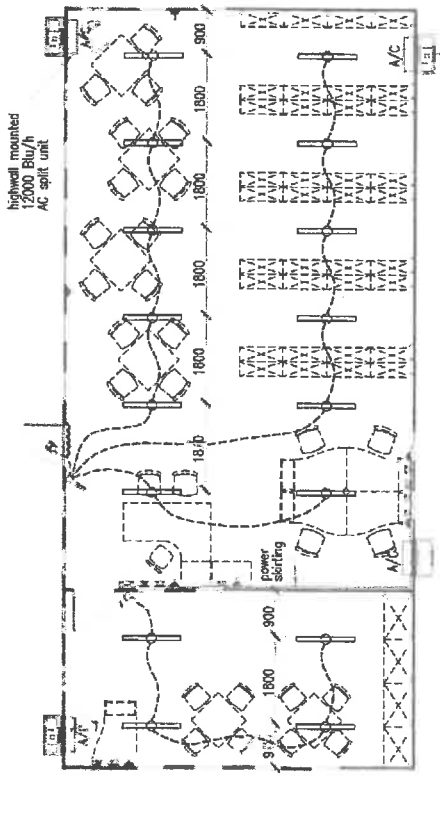 highwall mounted
12000 Btu/h
AC split unit
A/C
A/C
900
1800
1800
1800
1800
power
skirting
A/C
A/C
900
1800